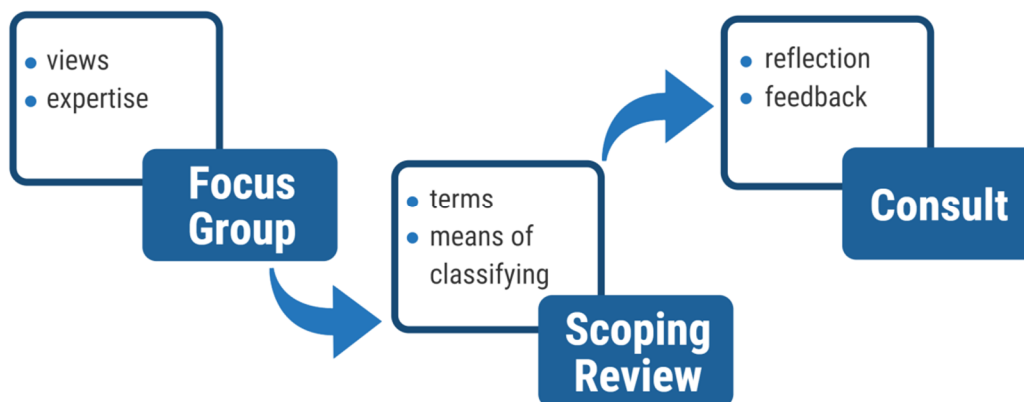 views
expertise
Focus
Group
terms
means of
classifying
Scoping
Review
reflection
feedback
Consult